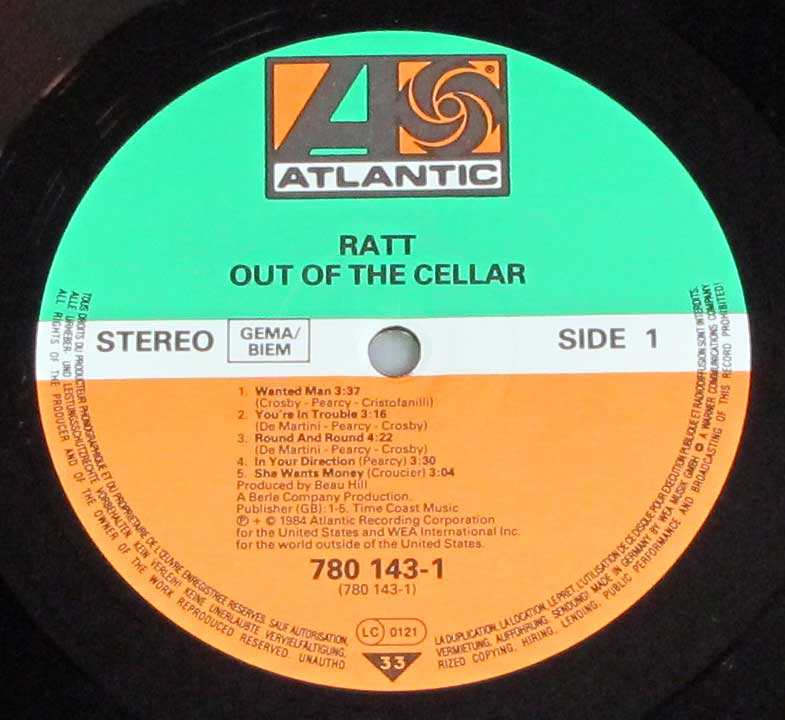 ATLANTIC
®
RATT
OUT OF THE CELLAR
STEREO
GEMA/
BIEM
SIDE 1
1. Wanted Man 3:37
(Crosby - Pearcy - Cristofanilli)
2. You're In Trouble 3:16
(De Martini - Pearcy - Crosby)
3. Round And Round 4:22
(De Martini - Pearcy - Crosby)
4. In Your Direction (Pearcy) 3:30
5. She Wants Money (Croucier) 3:04
Produced by Beau Hill
A Berle Company Production.
Publisher (GB): 1-5. Time Coast Music
℗ + © 1984 Atlantic Recording Corporation
for the United States and WEA International Inc.
for the world outside of the United States.
780 143-1
(780 143-1)
LC 0121
33
TOUS DROITS DU PRODUCTEUR PHONOGRAPHIQUE ET DU PROPRIETAIRE DE L'ŒUVRE ENREGISTREE RESERVES. SAUF AUTORISATION, LA DUPLICATION, LA LOCATION, LE PRET, L'UTILISATION DE CE DISQUE POUR EXECUTION PUBLIQUE ET RADIODIFFUSION SONT INTERDITS.
ALLE URHEBER- UND LEISTUNGSSCHUTZRECHTE VORBEHALTEN. KEIN VERLEIH! KEINE UNERLAUBTE VERVIELFÄLTIGUNG, VERMIETUNG, AUFFÜHRUNG, SENDUNG! MADE IN GERMANY BY WEA MUSIK GMBH A WARNER COMMUNICATIONS COMPANY
ALL RIGHTS OF THE PRODUCER AND OF THE OWNER OF THE WORK REPRODUCED RESERVED. UNAUTHORIZED COPYING, HIRING, LENDING, PUBLIC PERFORMANCE AND BROADCASTING OF THIS RECORD PROHIBITED!